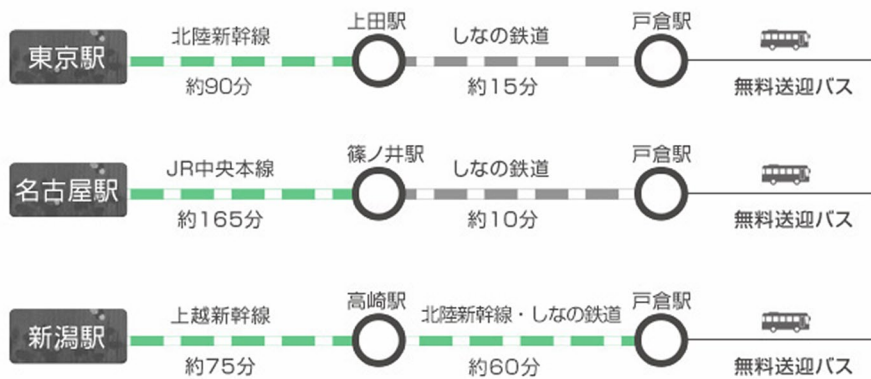 東京駅
北陸新幹線
約90分
上田駅
しなの鉄道
約15分
戸倉駅
無料送迎バス
名古屋駅
JR中央本線
約165分
篠ノ井駅
しなの鉄道
約10分
戸倉駅
無料送迎バス
新潟駅
上越新幹線
約75分
高崎駅
北陸新幹線・しなの鉄道
約60分
戸倉駅
無料送迎バス